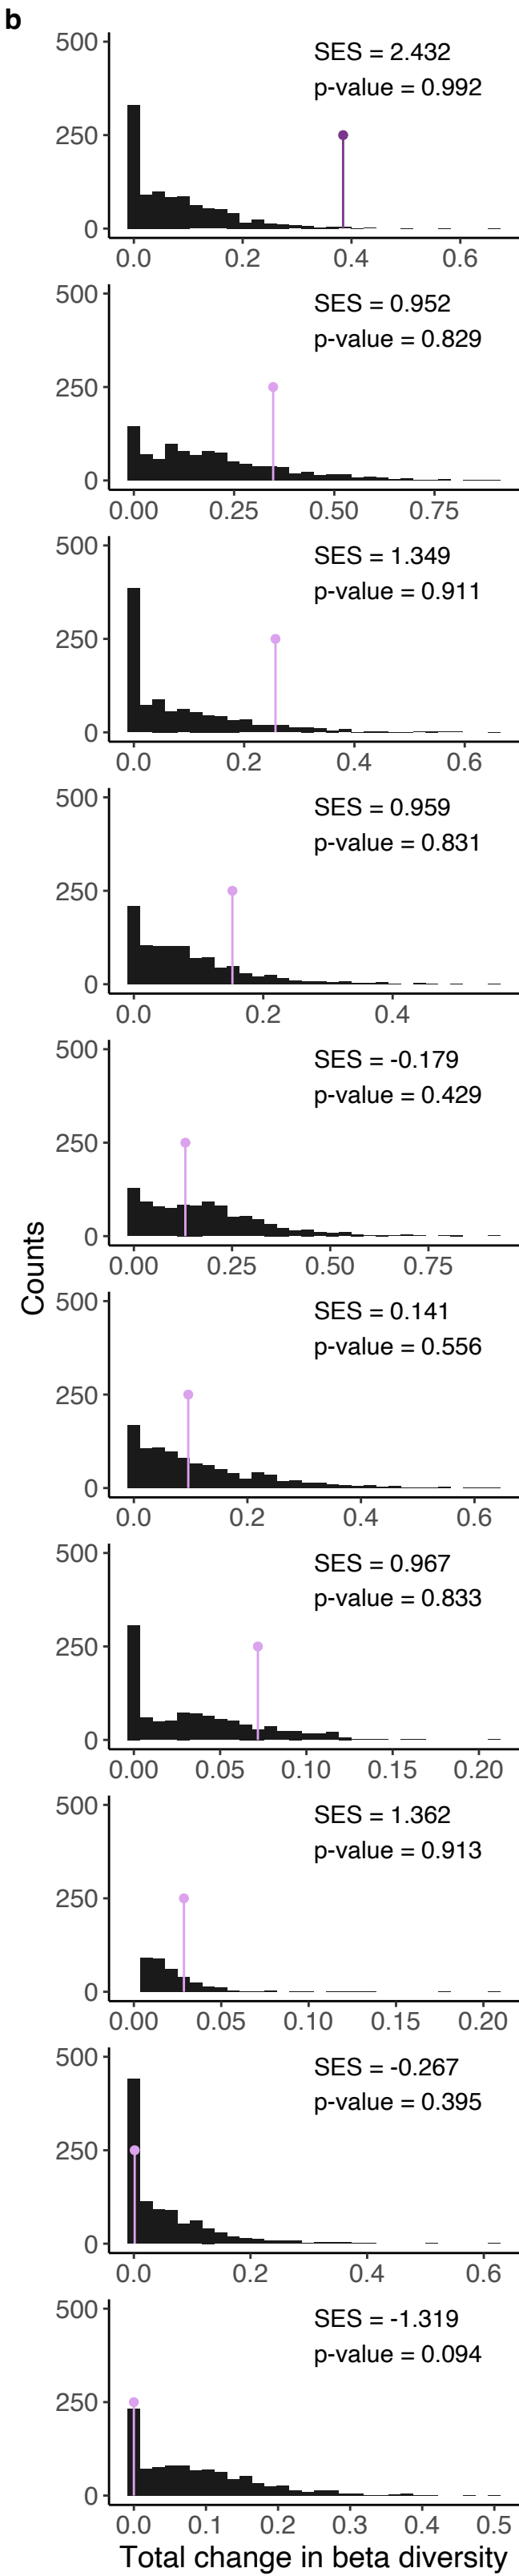 b
SES = 2.432
p-value = 0.992
500
250
0
0.0 0.2 0.4 0.6
SES = 0.952
p-value = 0.829
500
250
0
0.00 0.25 0.50 0.75
SES = 1.349
p-value = 0.911
500
250
0
0.0 0.2 0.4 0.6
SES = 0.959
p-value = 0.831
500
250
0
0.0 0.2 0.4
SES = -0.179
p-value = 0.429
500
250
0
0.00 0.25 0.50 0.75
Counts
SES = 0.141
p-value = 0.556
500
250
0
0.0 0.2 0.4 0.6
SES = 0.967
p-value = 0.833
500
250
0
0.00 0.05 0.10 0.15 0.20
SES = 1.362
p-value = 0.913
500
250
0
0.00 0.05 0.10 0.15 0.20
SES = -0.267
p-value = 0.395
500
250
0
0.0 0.2 0.4 0.6
SES = -1.319
p-value = 0.094
500
250
0
0.0 0.1 0.2 0.3 0.4 0.5
Total change in beta diversity